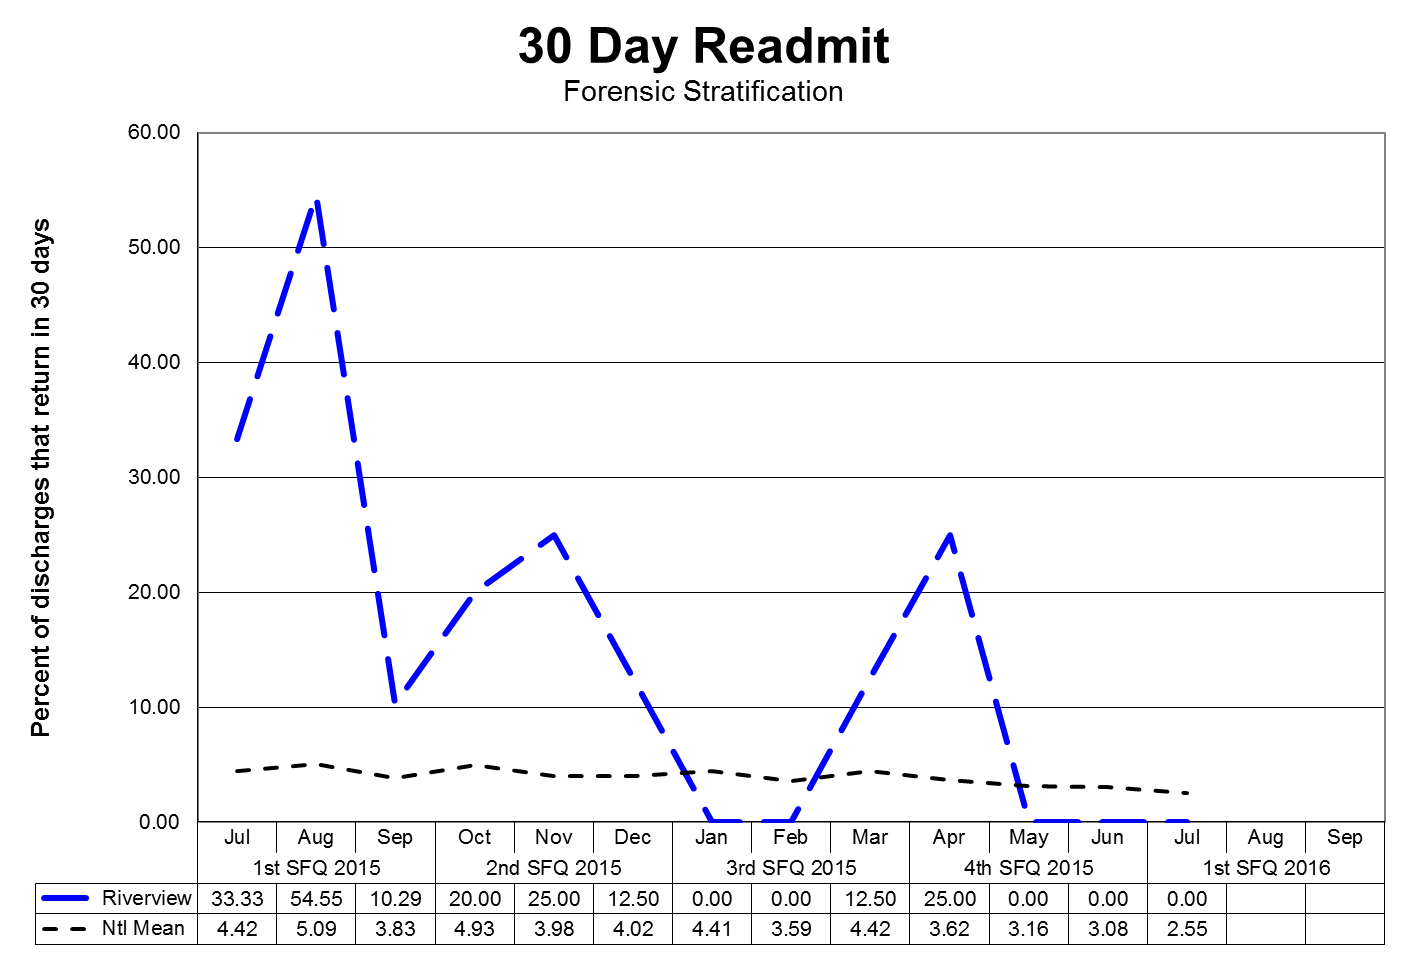 30 Day Readmit
Forensic Stratification
Percent of discharges that return in 30 days
60.00
50.00
40.00
30.00
20.00
10.00
0.00
Jul Aug Sep Oct Nov Dec Jan Feb Mar Apr May Jun Jul Aug Sep
1st SFQ 2015 2nd SFQ 2015 3rd SFQ 2015 4th SFQ 2015 1st SFQ 2016
Riverview 33.33 54.55 10.29 20.00 25.00 12.50 0.00 0.00 12.50 25.00 0.00 0.00 0.00
Ntl Mean 4.42 5.09 3.83 4.93 3.98 4.02 4.41 3.59 4.42 3.62 3.16 3.08 2.55